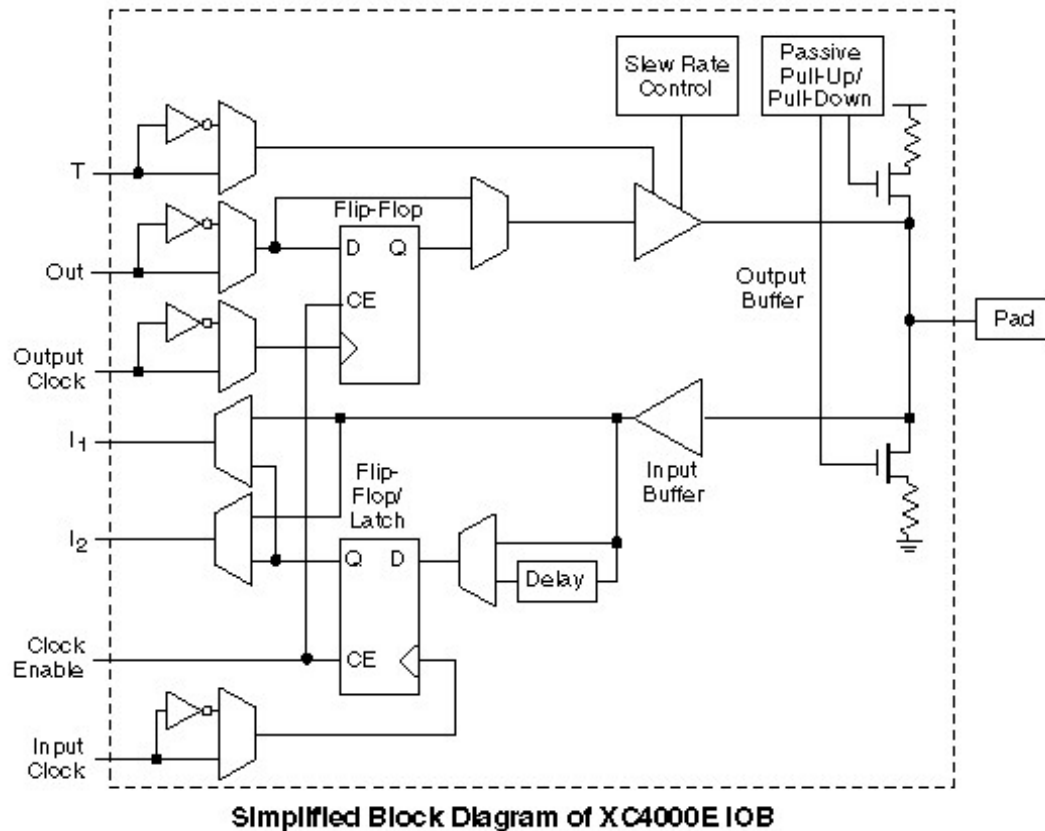 Slew Rate
Control
Passive
Pull-Up/
Pull-Down
T
Flip-Flop
D
Q
Out
CE
Output
Buffer
Pad
Output
Clock
I1
Flip-
Flop/
Latch
Input
Buffer
I2
Q
D
Delay
Clock
Enable
CE
Input
Clock
Simplified Block Diagram of XC4000E IOB